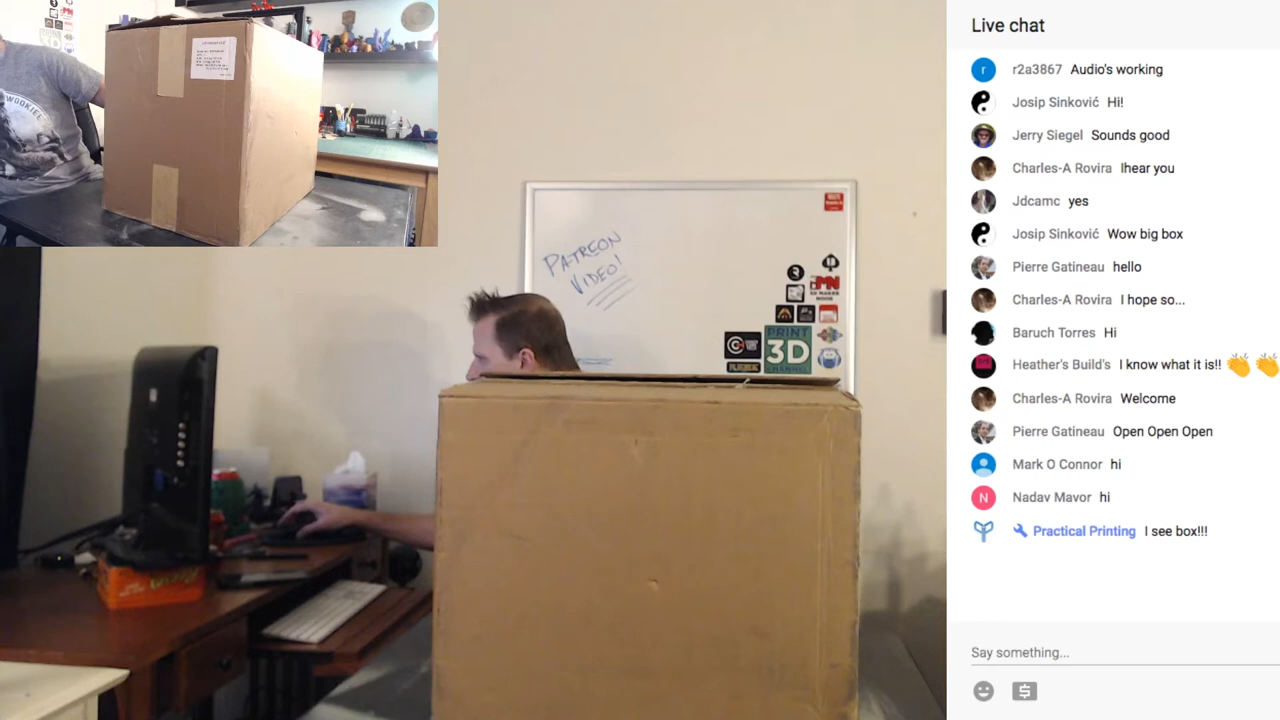 WOOKIEE
PATREON
VIDEO!
PRINT
3D
CHANNEL
Live chat
r2a3867 Audio's working
Josip Sinković Hi!
Jerry Siegel Sounds good
Charles-A Rovira Ihear you
Jdcamc yes
Josip Sinković Wow big box
Pierre Gatineau hello
Charles-A Rovira I hope so...
Baruch Torres Hi
Heather's Build's I know what it is!!
Charles-A Rovira Welcome
Pierre Gatineau Open Open Open
Mark O Connor hi
N Nadav Mavor hi
Practical Printing I see box!!!
Say something...